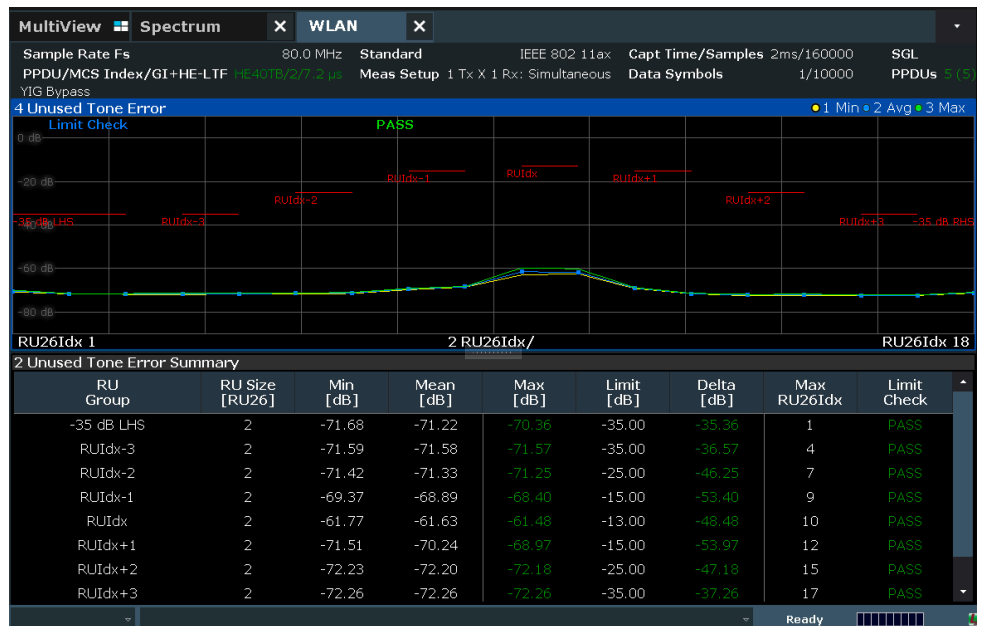 MultiView Spectrum X WLAN X
Sample Rate Fs 80.0 MHz Standard IEEE 802 11ax Capt Time/Samples 2ms/160000 SGL
PPDU/MCS Index/GI+HE-LTF HE40TB/2/7.2 µs Meas Setup 1 Tx X 1 Rx: Simultaneous Data Symbols 1/10000 PPDUs 5 (5)
YIG Bypass
4 Unused Tone Error 1 Min 2 Avg 3 Max
Limit Check PASS
0 dB
RUIdx-1 RUIdx RUIdx+1
-20 dB
RUIdx-2 RUIdx+2
-35 dB LHS RUIdx-3 RUIdx+3 -35 dB RHS
-40 dB
-60 dB
-80 dB
RU26Idx 1 2 RU26Idx/ RU26Idx 18
2 Unused Tone Error Summary
RU Group RU Size [RU26] Min [dB] Mean [dB] Max [dB] Limit [dB] Delta [dB] Max RU26Idx Limit Check
-35 dB LHS 2 -71.68 -71.22 -70.36 -35.00 -35.36 1 PASS
RUIdx-3 2 -71.59 -71.58 -71.57 -35.00 -36.57 4 PASS
RUIdx-2 2 -71.42 -71.33 -71.25 -25.00 -46.25 7 PASS
RUIdx-1 2 -69.37 -68.89 -68.40 -15.00 -53.40 9 PASS
RUIdx 2 -61.77 -61.63 -61.48 -13.00 -48.48 10 PASS
RUIdx+1 2 -71.51 -70.24 -68.97 -15.00 -53.97 12 PASS
RUIdx+2 2 -72.23 -72.20 -72.18 -25.00 -47.18 15 PASS
RUIdx+3 2 -72.26 -72.26 -72.26 -35.00 -37.26 17 PASS
Ready